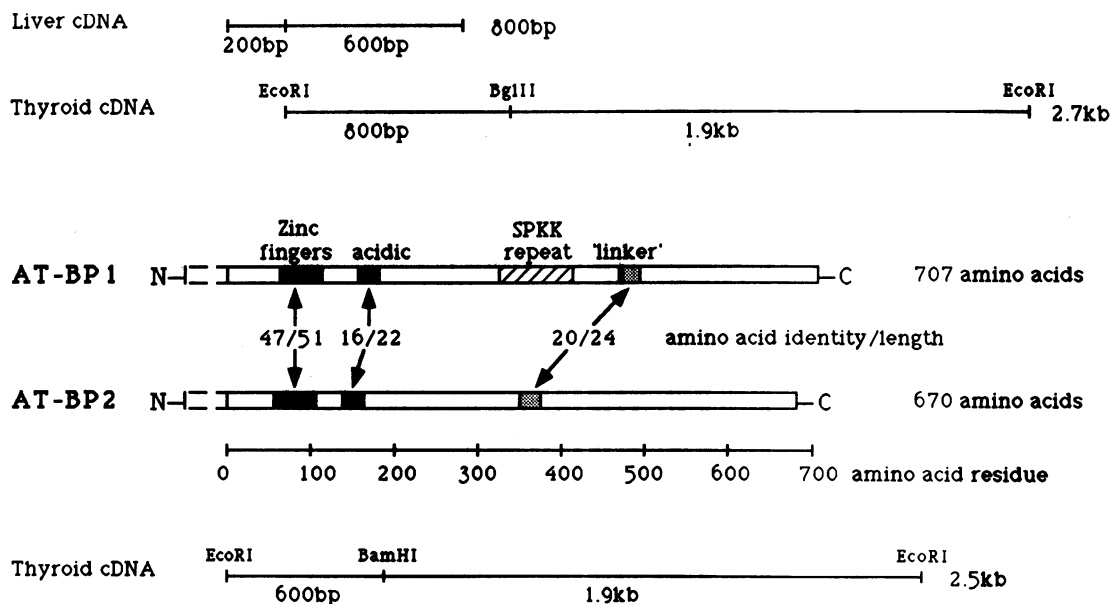 Liver cDNA
200bp 600bp 800bp
EcoRI BglII EcoRI
Thyroid cDNA
800bp 1.9kb 2.7kb
Zinc fingers acidic SPKK repeat 'linker'
AT-BP1 N C 707 amino acids
47/51 16/22 20/24 amino acid identity/length
AT-BP2 N C 670 amino acids
0 100 200 300 400 500 600 700 amino acid residue
EcoRI BamHI EcoRI
Thyroid cDNA
600bp 1.9kb 2.5kb